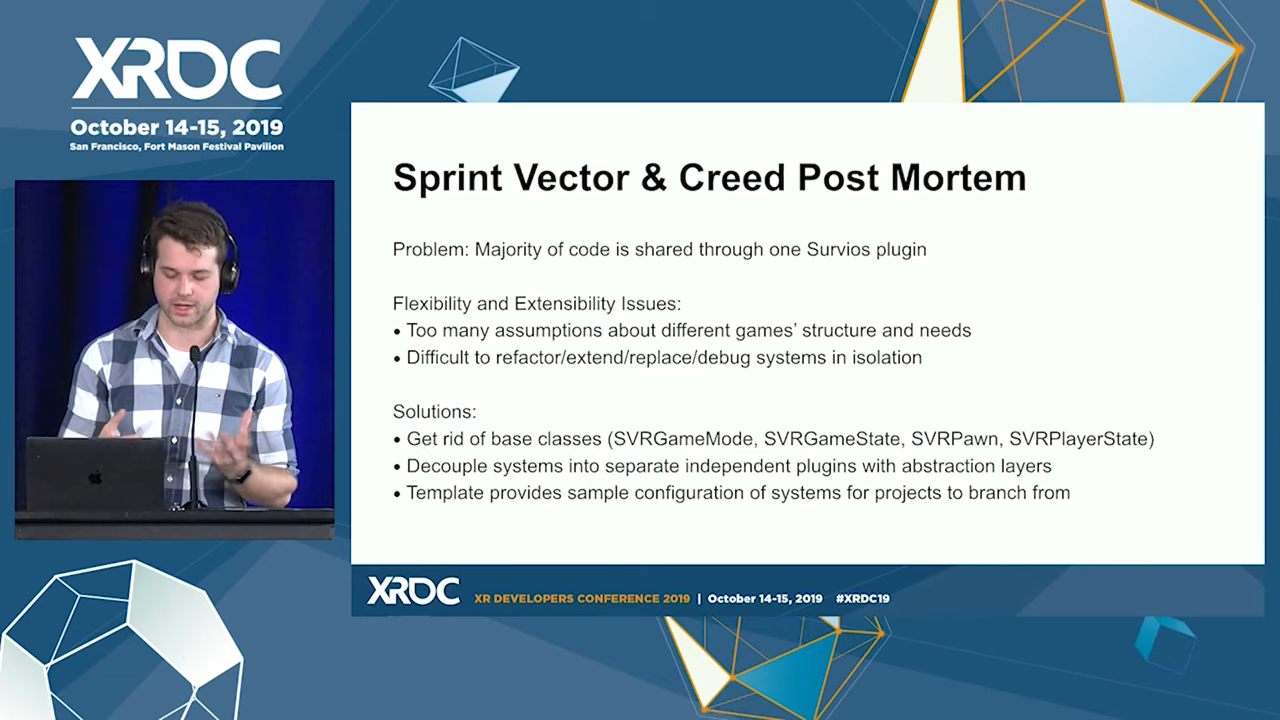 XRDC
October 14-15, 2019
San Francisco, Fort Mason Festival Pavilion
Sprint Vector & Creed Post Mortem
Problem: Majority of code is shared through one Survios plugin
Flexibility and Extensibility Issues:
• Too many assumptions about different games’ structure and needs
• Difficult to refactor/extend/replace/debug systems in isolation
Solutions:
• Get rid of base classes (SVRGameMode, SVRGameState, SVRPawn, SVRPlayerState)
• Decouple systems into separate independent plugins with abstraction layers
• Template provides sample configuration of systems for projects to branch from
XRDC XR DEVELOPERS CONFERENCE 2019 | October 14-15, 2019 #XRDC19